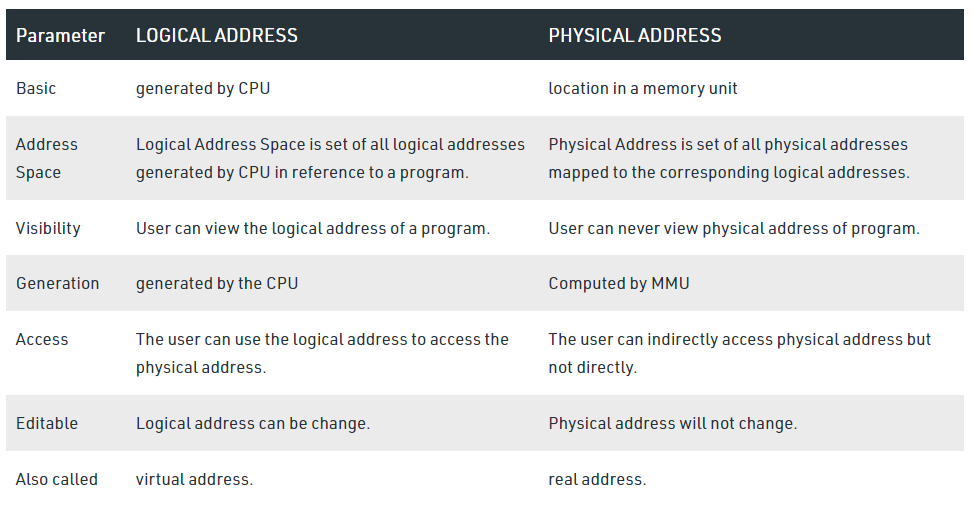 Parameter LOGICAL ADDRESS PHYSICAL ADDRESS
Basic generated by CPU location in a memory unit
Address Logical Address Space is set of all logical addresses Physical Address is set of all physical addresses
Space generated by CPU in reference to a program. mapped to the corresponding logical addresses.
Visibility User can view the logical address of a program. User can never view physical address of program.
Generation generated by the CPU Computed by MMU
Access The user can use the logical address to access the The user can indirectly access physical address but
physical address. not directly.
Editable Logical address can be change. Physical address will not change.
Also called virtual address. real address.